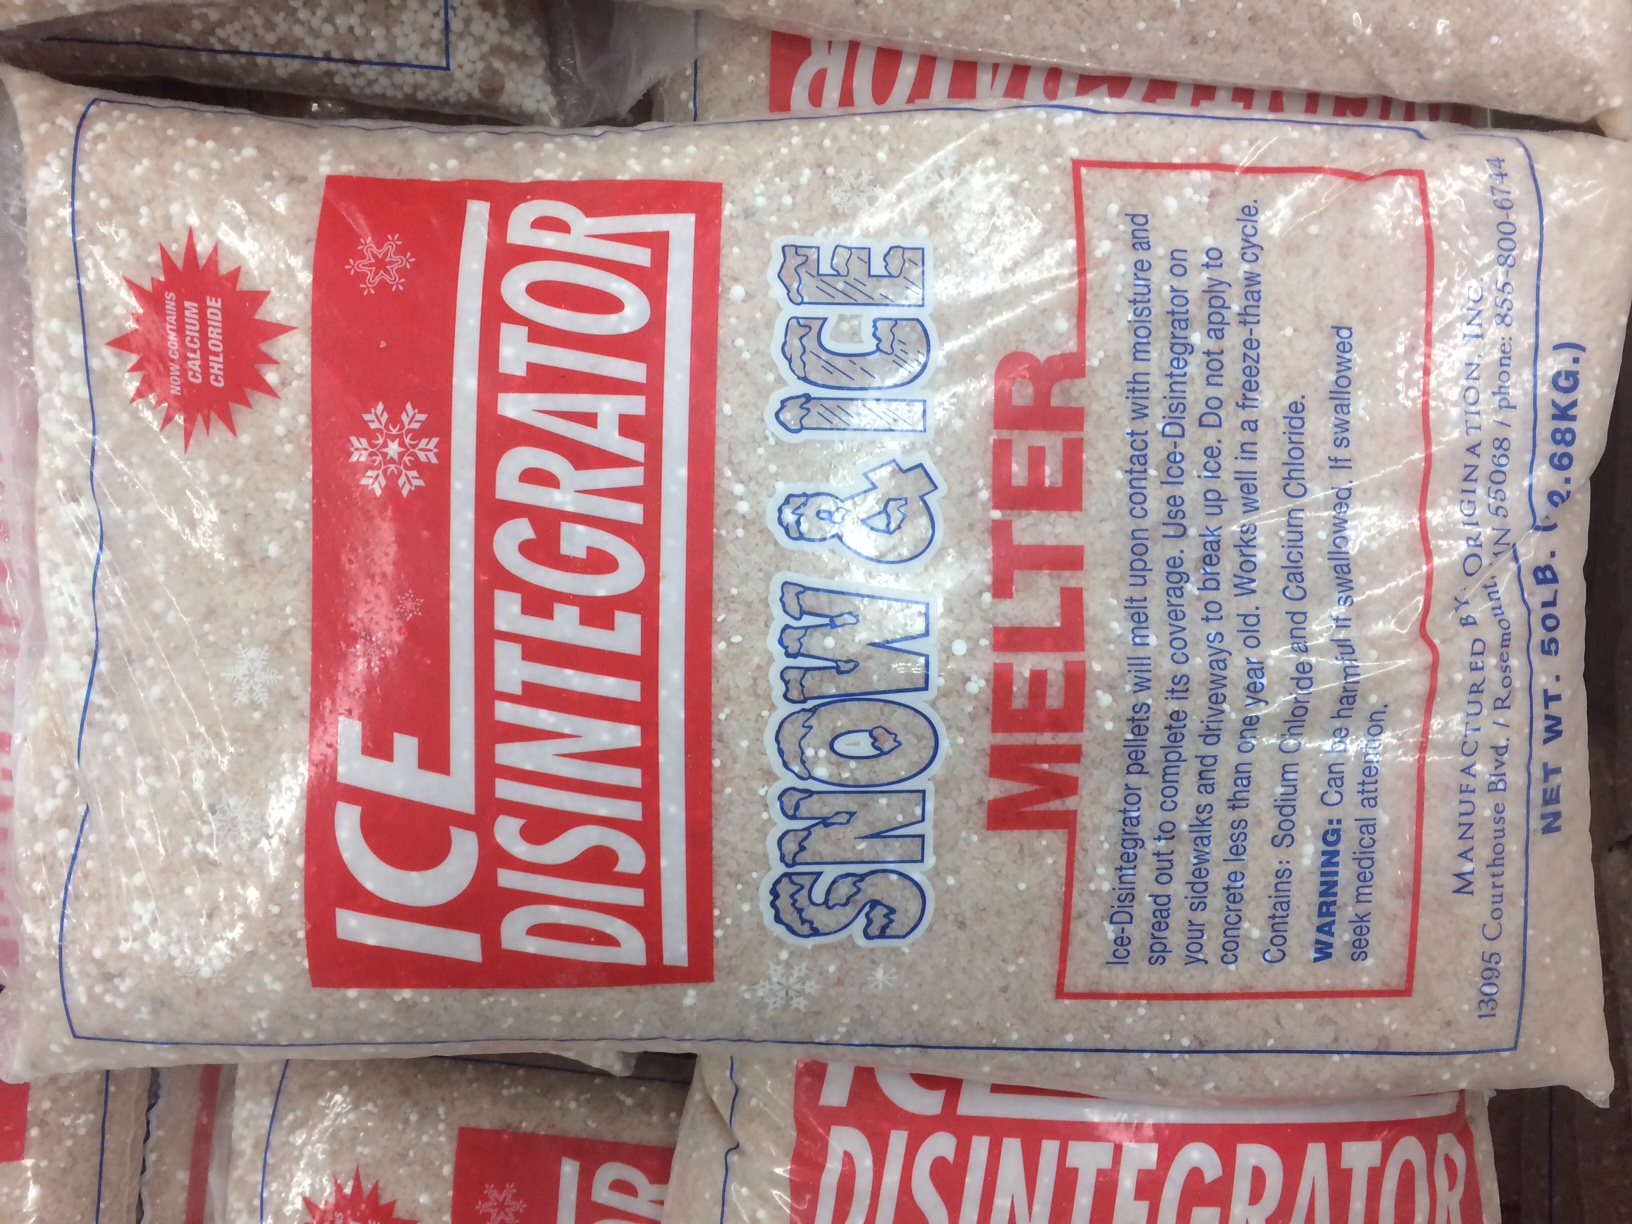 NOW CONTAINS
CALCIUM
CHLORIDE
ICE
DISINTEGRATOR
SNOW & ICE
MELTER
Ice-Disintegrator pellets will melt upon contact with moisture and
spread out to complete its coverage. Use Ice-Disintegrator on
your sidewalks and driveways to break up ice. Do not apply to
concrete less than one year old. Works well in a freeze-thaw cycle.
Contains: Sodium Chloride and Calcium Chloride.
WARNING: Can be harmful if swallowed. If swallowed
seek medical attention.
MANUFACTURED BY: ORIGINATION, INC.
13095 Courthouse Blvd. / Rosemount, MN 55068 / phone: 855-800-6744
NET WT. 50LB. ( 2.68KG.)
DISINTEGRATOR